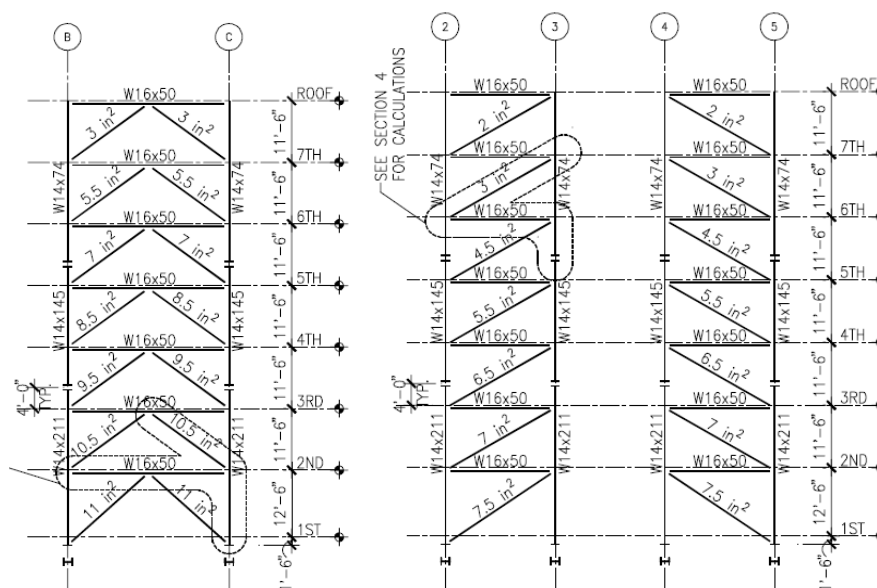 B
C
W16x50
ROOF
3 in²
3 in²
11'-6"
W16x50
7TH
W14x74
W14x74
5.5 in²
5.5 in²
11'-6"
W16x50
6TH
7 in²
7 in²
11'-6"
W16x50
5TH
W14x145
W14x145
8.5 in²
8.5 in²
11'-6"
W16x50
4TH
9.5 in²
9.5 in²
11'-6"
4'-0"
TYP.
W16x50
3RD
W14x211
W14x211
10.5 in²
10.5 in²
11'-6"
W16x50
2ND
11 in²
11 in²
12'-6"
1ST
'-6"
2
3
4
5
SEE SECTION 4
FOR CALCULATIONS
W16x50
W16x50
ROOF
2 in²
2 in²
11'-6"
W16x50
W16x50
7TH
W14x74
W14x74
W14x74
W14x74
3 in²
3 in²
11'-6"
W16x50
W16x50
6TH
4.5 in²
4.5 in²
11'-6"
5TH
W14x145
W14x145
W14x145
W14x145
5.5 in²
5.5 in²
11'-6"
W16x50
W16x50
4TH
6.5 in²
6.5 in²
11'-6"
4'-0"
TYP.
W16x50
W16x50
3RD
W14x211
W14x211
W14x211
W14x211
7 in²
7 in²
11'-6"
W16x50
W16x50
2ND
7.5 in²
7.5 in²
12'-6"
1ST
'-6"